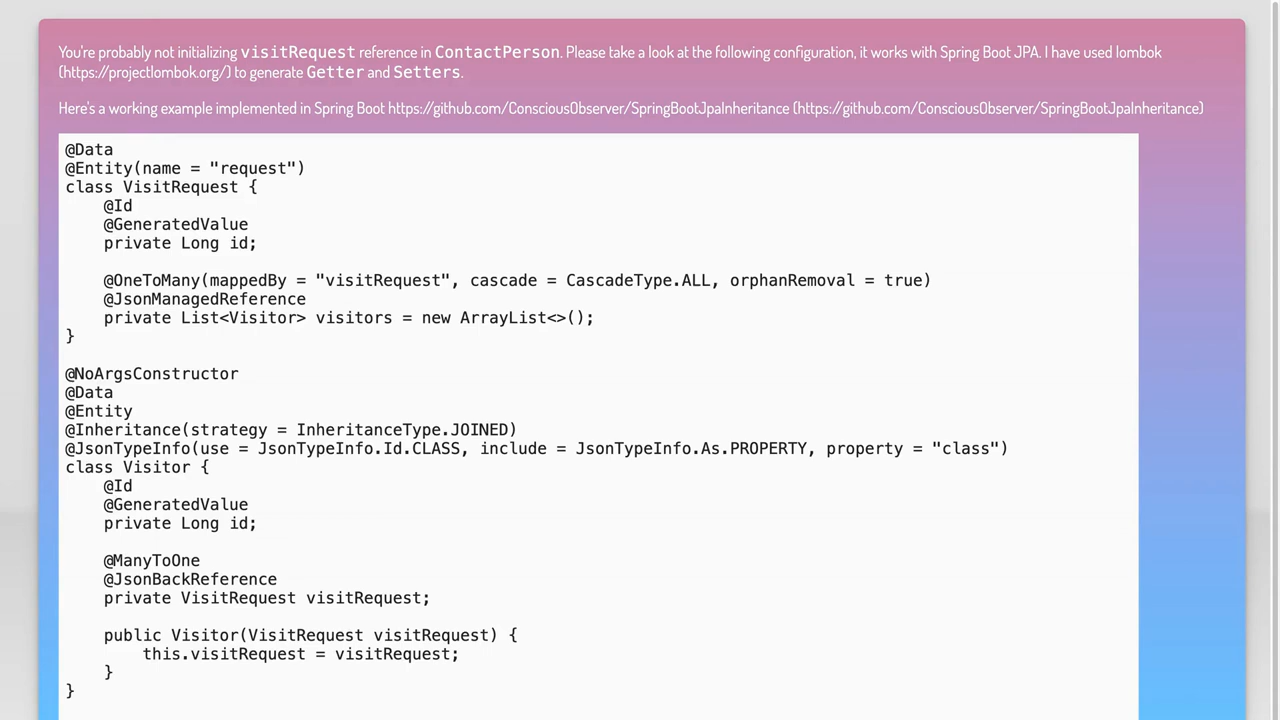 You're probably not initializing visitRequest reference in ContactPerson. Please take a look at the following configuration, it works with Spring Boot JPA. I have used lombok
(https://projectlombok.org/) to generate Getter and Setters.
Here's a working example implemented in Spring Boot https://github.com/ConsciousObserver/SpringBootJpaInheritance (https://github.com/ConsciousObserver/SpringBootJpaInheritance)
@Data
@Entity(name = "request")
class VisitRequest {
    @Id
    @GeneratedValue
    private Long id;
    @OneToMany(mappedBy = "visitRequest", cascade = CascadeType.ALL, orphanRemoval = true)
    @JsonManagedReference
    private List<Visitor> visitors = new ArrayList<>();
}
@NoArgsConstructor
@Data
@Entity
@Inheritance(strategy = InheritanceType.JOINED)
@JsonTypeInfo(use = JsonTypeInfo.Id.CLASS, include = JsonTypeInfo.As.PROPERTY, property = "class")
class Visitor {
    @Id
    @GeneratedValue
    private Long id;
    @ManyToOne
    @JsonBackReference
    private VisitRequest visitRequest;
    public Visitor(VisitRequest visitRequest) {
        this.visitRequest = visitRequest;
    }
}